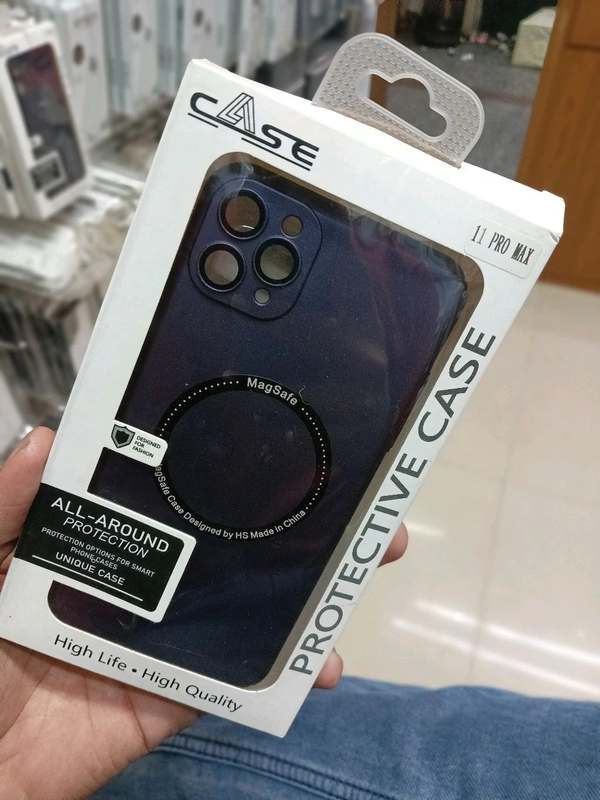 CASE
11 PRO MAX
MagSafe
MagSafe Case Designed by HS Made in China
DESIGNED
FOR
FASHION
ALL-AROUND
PROTECTION
PROTECTION OPTIONS FOR SMART
PHONE CASES
UNIQUE CASE
PROTECTIVE CASE
High Life • High Quality